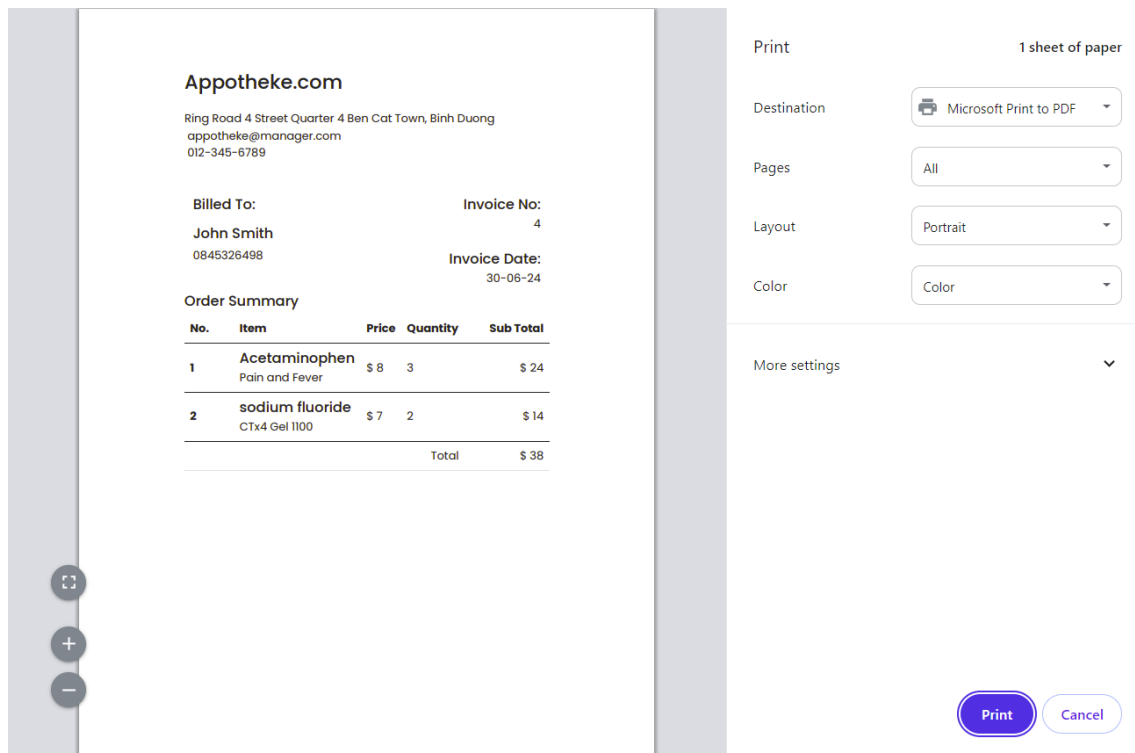 Appotheke.com
Ring Road 4 Street Quarter 4 Ben Cat Town, Binh Duong
appotheke@manager.com
012-345-6789
Billed To:
John Smith
0845326498
Invoice No:
4
Invoice Date:
30-06-24
Order Summary
No. Item Price Quantity Sub Total
1 Acetaminophen $ 8 3 $ 24
Pain and Fever
2 sodium fluoride $ 7 2 $ 14
CTx4 Gel 1100
Total $ 38
Print 1 sheet of paper
Destination Microsoft Print to PDF
Pages All
Layout Portrait
Color Color
More settings
Print Cancel